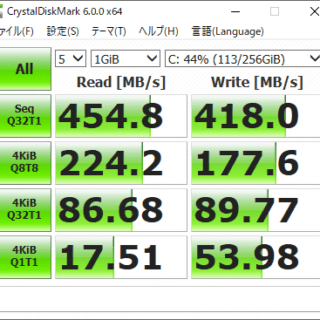 CrystalDiskMark 6.0.0 x64
ァイル(F) 設定(S) テーマ(T) ヘルプ(H) 言語(Language)
All 5 1GiB C: 44% (113/256GiB)
Read [MB/s] Write [MB/s]
Seq Q32T1 454.8 418.0
4KiB Q8T8 224.2 177.6
4KiB Q32T1 86.68 89.77
4KiB Q1T1 17.51 53.98